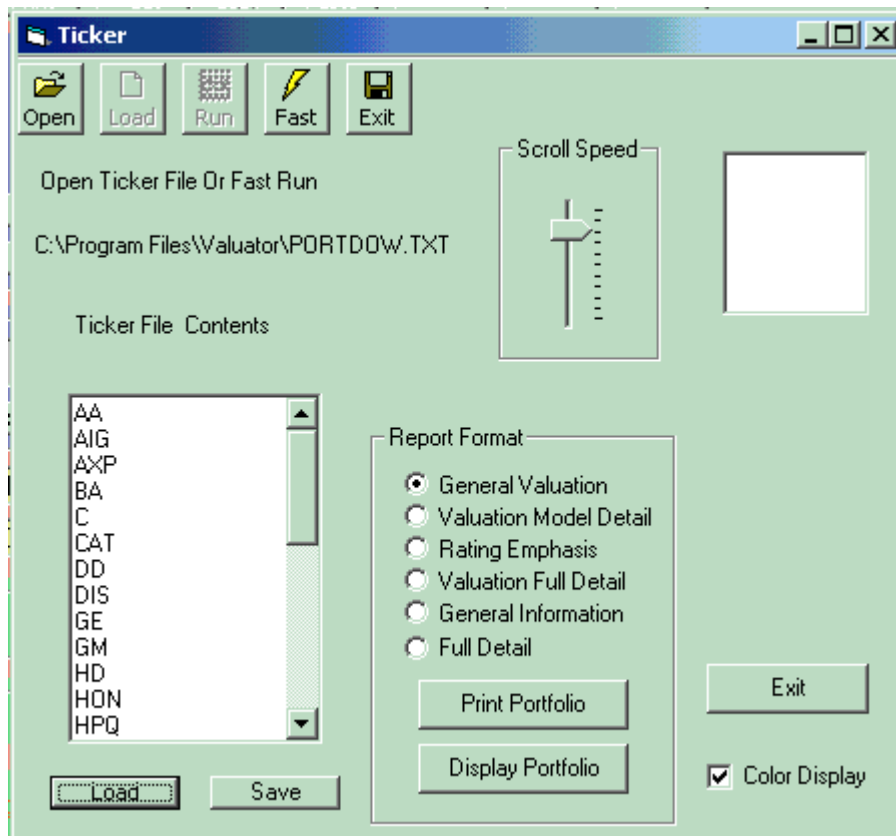 Ticker
Open Load Run Fast Exit
Scroll Speed
Open Ticker File Or Fast Run
C:\Program Files\Valuator\PORTDOW.TXT
Ticker File Contents
AA
AIG
AXP
BA
C
CAT
DD
DIS
GE
GM
HD
HON
HPQ
Load Save
Report Format
General Valuation
Valuation Model Detail
Rating Emphasis
Valuation Full Detail
General Information
Full Detail
Print Portfolio
Display Portfolio
Exit
Color Display